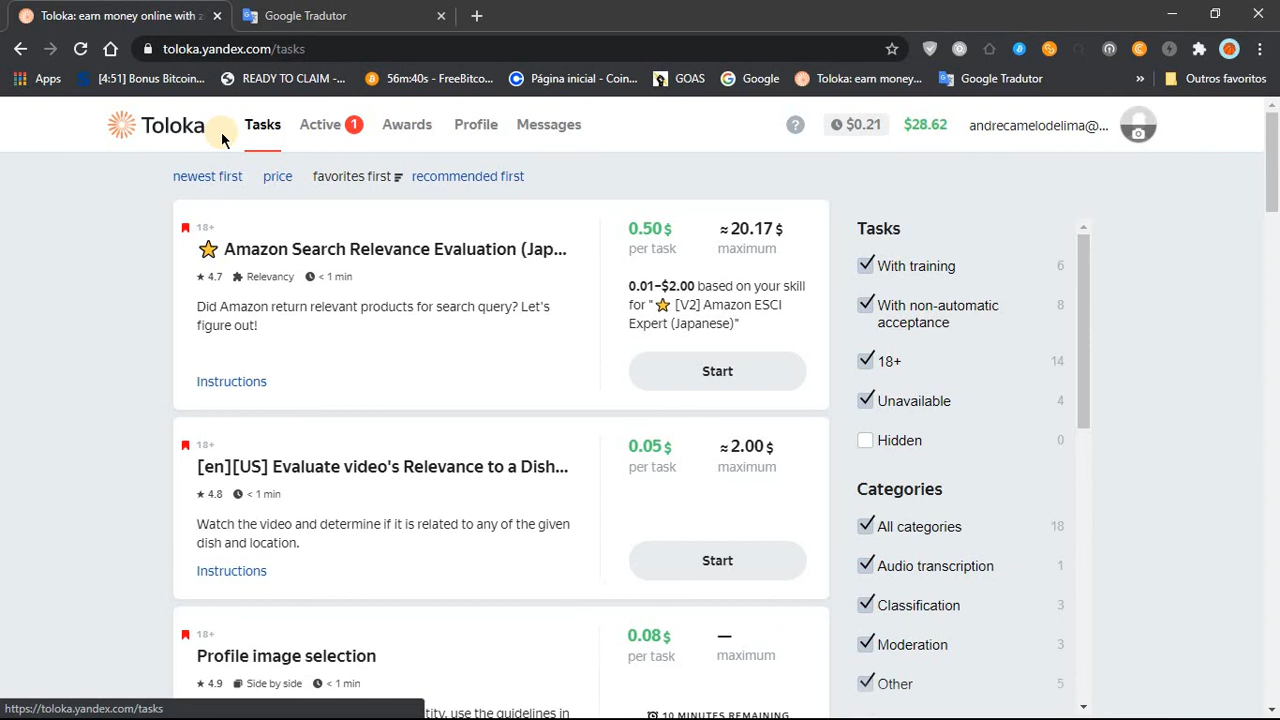 Toloka: earn money online with z
Google Tradutor
toloka.yandex.com/tasks
Apps
[4:51] Bonus Bitcoin...
READY TO CLAIM -...
56m:40s - FreeBitco...
Página inicial - Coin...
GOAS
Google
Toloka: earn money...
Google Tradutor
»
Outros favoritos
Toloka
Tasks
Active 1
Awards
Profile
Messages
?
$0.21
$28.62
andrecamelodelima@...
newest first
price
favorites first
recommended first
18+
Amazon Search Relevance Evaluation (Jap...
4.7 Relevancy < 1 min
Did Amazon return relevant products for search query? Let's
figure out!
Instructions
0.50 $
per task
≈ 20.17 $
maximum
0.01–$2.00 based on your skill
for "⭐ [V2] Amazon ESCI
Expert (Japanese)"
Start
18+
[en][US] Evaluate video's Relevance to a Dish...
4.8 < 1 min
Watch the video and determine if it is related to any of the given
dish and location.
Instructions
0.05 $
per task
≈ 2.00 $
maximum
Start
18+
Profile image selection
4.9 Side by side < 1 min
tity, use the guidelines in
0.08 $
per task
—
maximum
10 MINUTES REMAINING
Tasks
With training 6
With non-automatic 8
acceptance
18+ 14
Unavailable 4
Hidden 0
Categories
All categories 18
Audio transcription 1
Classification 3
Moderation 3
Other 5
https://toloka.yandex.com/tasks